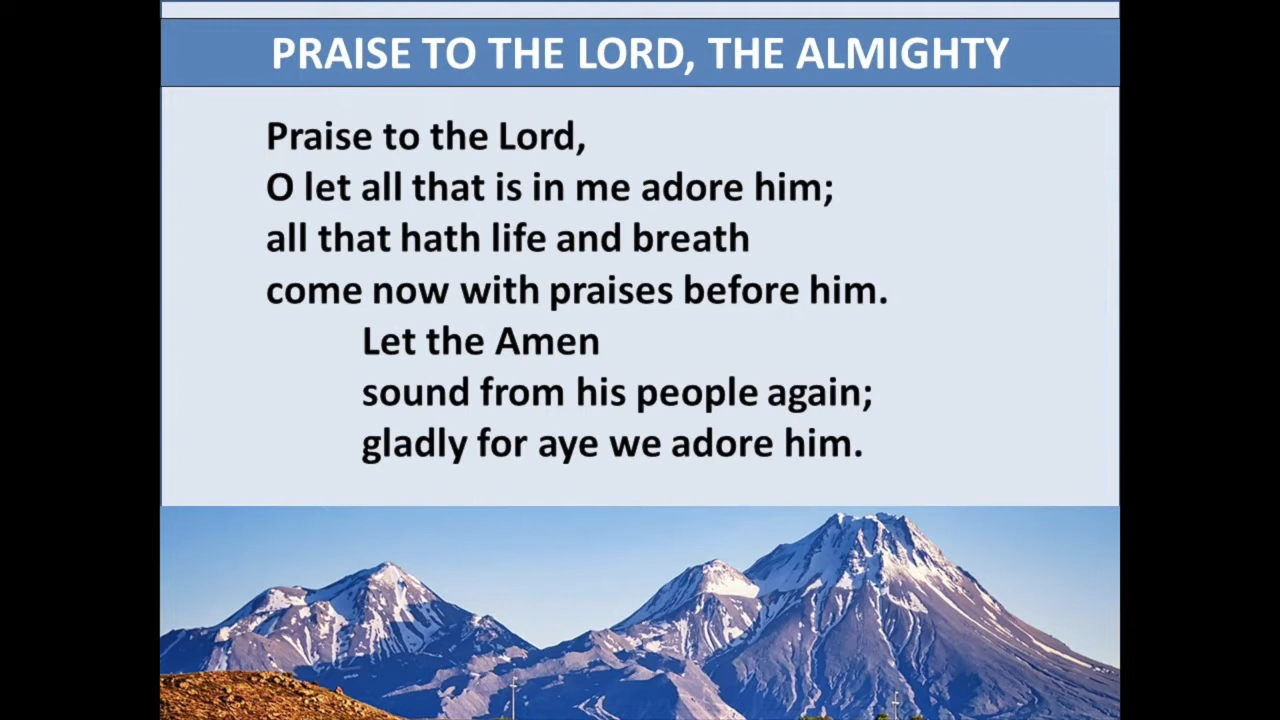 PRAISE TO THE LORD, THE ALMIGHTY
Praise to the Lord,
O let all that is in me adore him;
all that hath life and breath
come now with praises before him.
Let the Amen
sound from his people again;
gladly for aye we adore him.